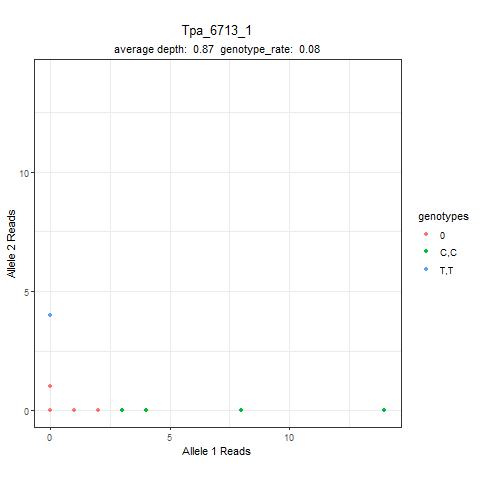 Tpa_6713_1
average depth: 0.87 genotype_rate: 0.08
10
5
0
0
5
10
Allele 2 Reads
Allele 1 Reads
genotypes
0
C,C
T,T